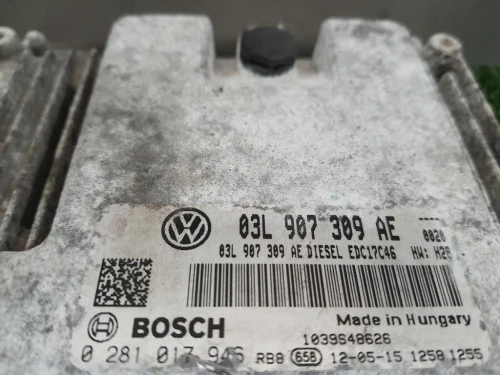 03L 907 309 AE
03L 907 309 AE DIESEL EDC17C46
0020
HW: H26
Made in Hungary
BOSCH
1039S48626
0 281 017 946 RB8 658 12-05-15 1258 1255